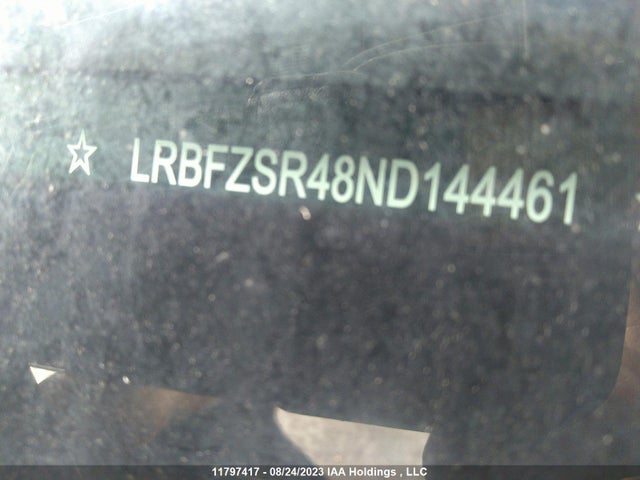 ☆ LRBFZSR48ND144461
11797417 - 08/24/2023 IAA Holdings , LLC